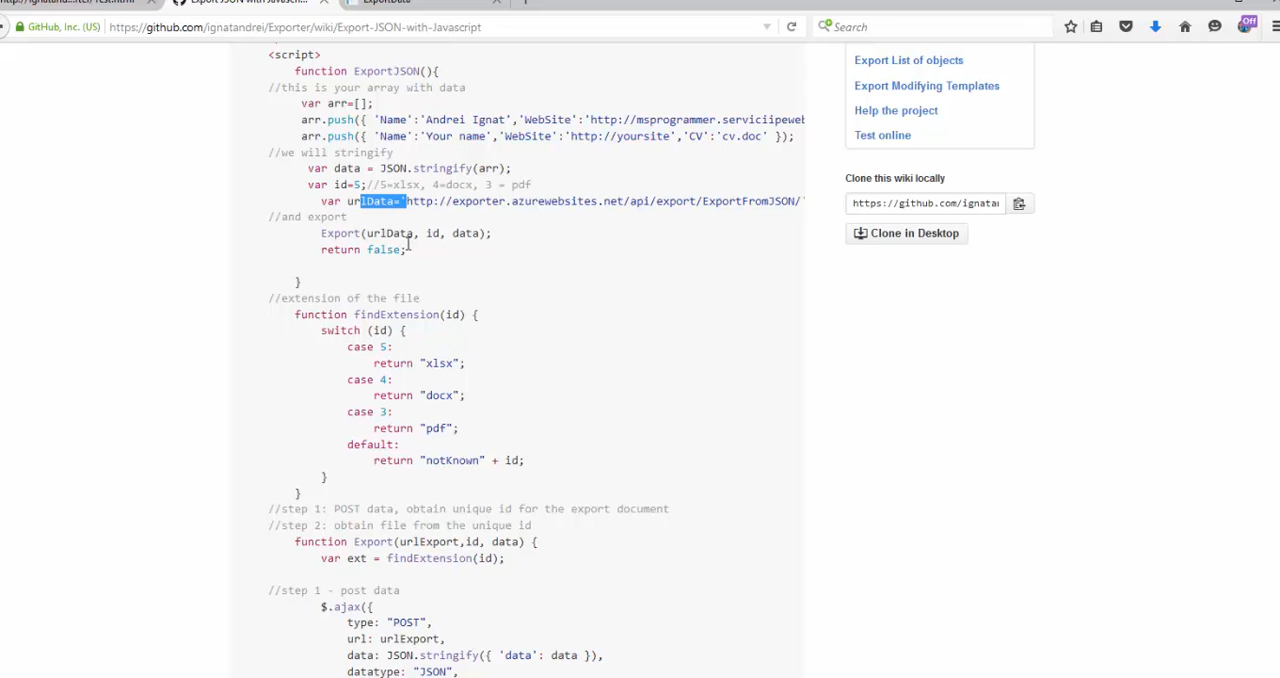 ExportData
GitHub, Inc. (US)
https://github.com/ignatandrei/Exporter/wiki/Export-JSON-with-Javascript
Search
Off
<script>
function ExportJSON(){
//this is your array with data
var arr=[];
arr.push({ 'Name':'Andrei Ignat','WebSite':'http://msprogrammer.serviciipeweb
arr.push({ 'Name':'Your name','WebSite':'http://yoursite','CV':'cv.doc' });
//we will stringify
var data = JSON.stringify(arr);
var id=5;//5=xlsx, 4=docx, 3 = pdf
var urlData='http://exporter.azurewebsites.net/api/export/ExportFromJSON/'
//and export
Export(urlData, id, data);
return false;
}
//extension of the file
function findExtension(id) {
switch (id) {
case 5:
return "xlsx";
case 4:
return "docx";
case 3:
return "pdf";
default:
return "notKnown" + id;
}
}
//step 1: POST data, obtain unique id for the export document
//step 2: obtain file from the unique id
function Export(urlExport,id, data) {
var ext = findExtension(id);
//step 1 - post data
$.ajax({
type: "POST",
url: urlExport,
data: JSON.stringify({ 'data': data }),
datatype: "JSON",
Export List of objects
Export Modifying Templates
Help the project
Test online
Clone this wiki locally
https://github.com/ignatan
Clone in Desktop